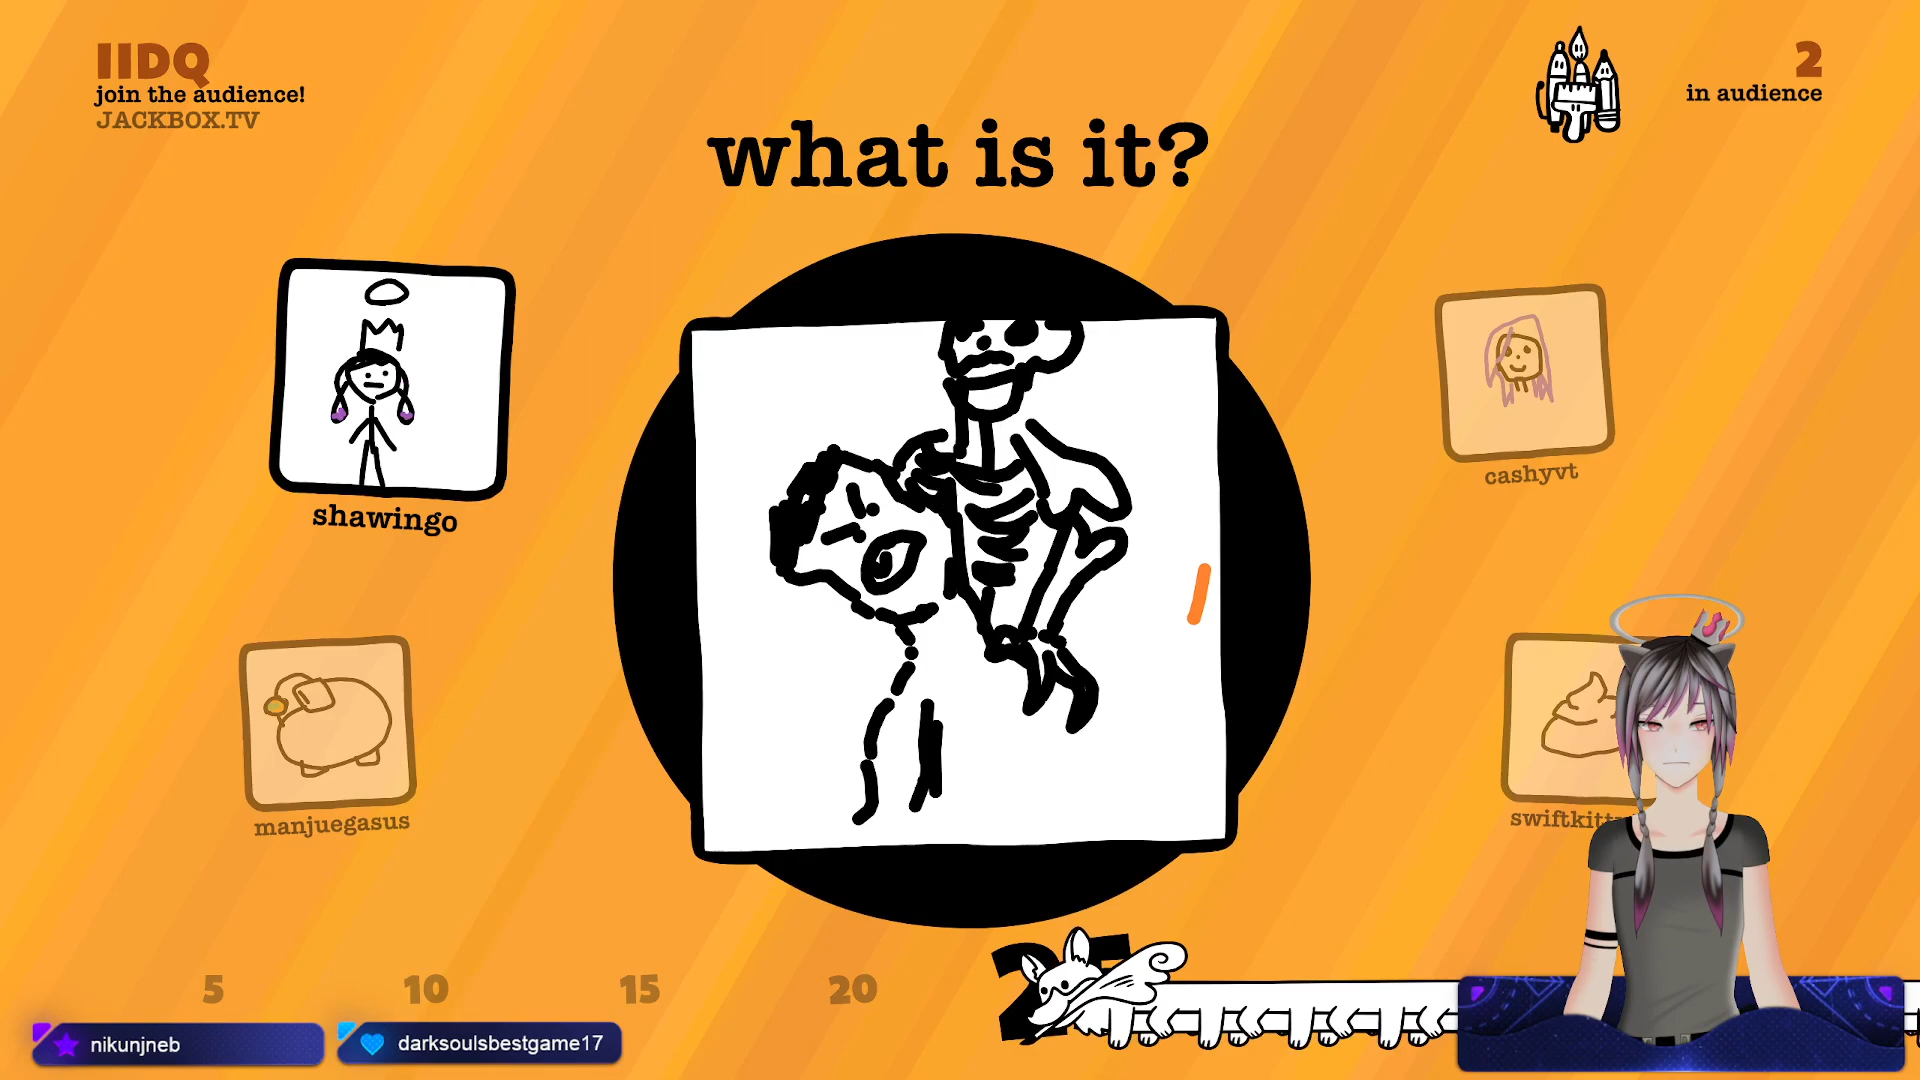 IIDQ
join the audience!
JACKBOX.TV
2
in audience
what is it?
shawingo
cashyvt
manjuegasus
swiftkitt
5
10
15
20
nikunjneb
darksoulsbestgame17